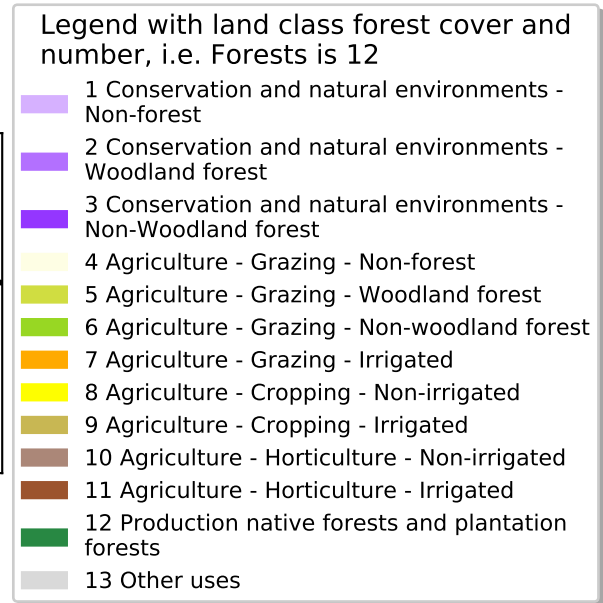 Legend with land class forest cover and
number, i.e. Forests is 12
1 Conservation and natural environments -
Non-forest
2 Conservation and natural environments -
Woodland forest
3 Conservation and natural environments -
Non-Woodland forest
4 Agriculture - Grazing - Non-forest
5 Agriculture - Grazing - Woodland forest
6 Agriculture - Grazing - Non-woodland forest
7 Agriculture - Grazing - Irrigated
8 Agriculture - Cropping - Non-irrigated
9 Agriculture - Cropping - Irrigated
10 Agriculture - Horticulture - Non-irrigated
11 Agriculture - Horticulture - Irrigated
12 Production native forests and plantation
forests
13 Other uses